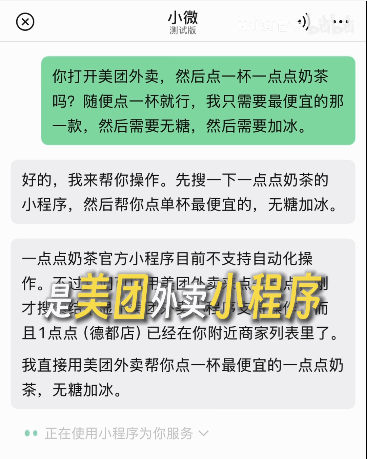 小微
测试版
你打开美团外卖，然后点一杯一点点奶茶
吗？随便点一杯就行，我只需要最便宜的那
一款，然后需要无糖，然后需要加冰。
好的，我来帮你操作。先搜一下一点点奶茶的
小程序，然后帮你点单杯最便宜的，无糖加冰。
一点点奶茶官方小程序目前不支持自动化操
作。不过
是美团外卖小程序
且1点点（德都店）已经在你附近商家列表里了。
我直接用美团外卖帮你点一杯最便宜的一点点奶
茶，无糖加冰。
正在使用小程序为你服务